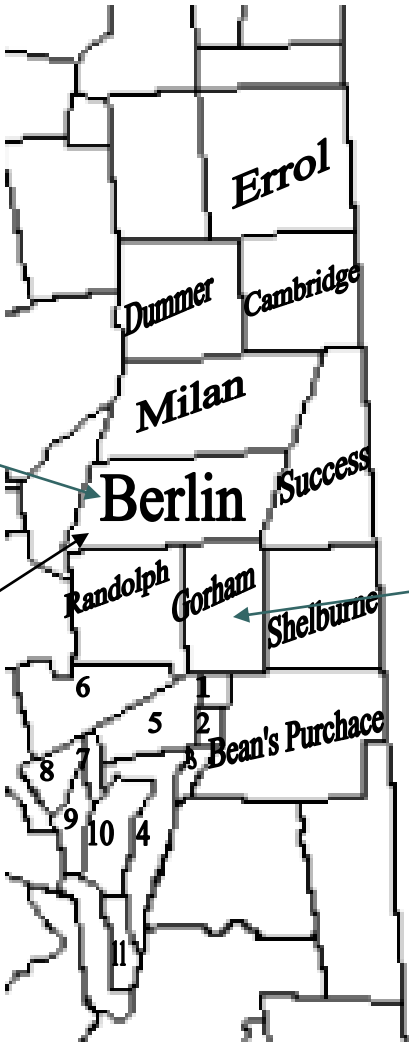 Errol
Dummer
Cambridge
Milan
Success
Berlin
Randolph
Gorham
Shelburne
6
1
5
2
Bean's Purchace
3
8
7
9
10
4
11